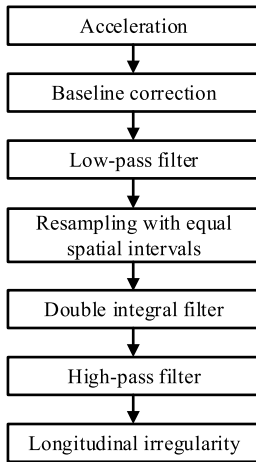 Acceleration
Baseline correction
Low-pass filter
Resampling with equal
spatial intervals
Double integral filter
High-pass filter
Longitudinal irregularity